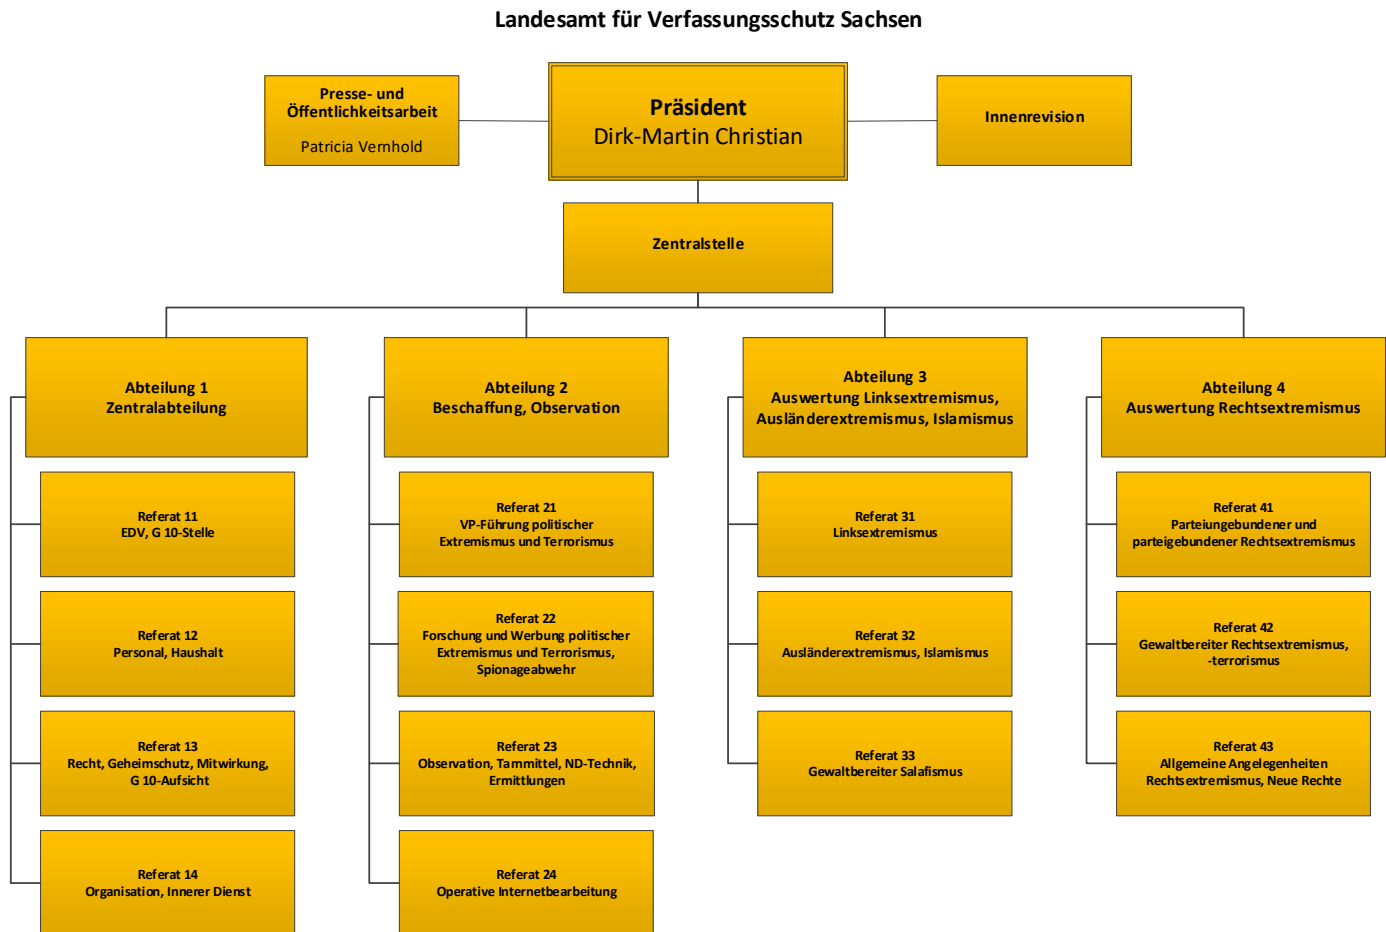 Landesamt für Verfassungsschutz Sachsen
Presse- und
Öffentlichkeitsarbeit
Patricia Vernhold
Präsident
Dirk-Martin Christian
Innenrevision
Zentralstelle
Abteilung 1
Zentralabteilung
Referat 11
EDV, G 10-Stelle
Referat 12
Personal, Haushalt
Referat 13
Recht, Geheimschutz, Mitwirkung,
G 10-Aufsicht
Referat 14
Organisation, Innerer Dienst
Abteilung 2
Beschaffung, Observation
Referat 21
VP-Führung politischer
Extremismus und Terrorismus
Referat 22
Forschung und Werbung politischer
Extremismus und Terrorismus,
Spionageabwehr
Referat 23
Observation, Tarnmittel, ND-Technik,
Ermittlungen
Referat 24
Operative Internetbearbeitung
Abteilung 3
Auswertung Linksextremismus,
Ausländerextremismus, Islamismus
Referat 31
Linksextremismus
Referat 32
Ausländerextremismus, Islamismus
Referat 33
Gewaltbereiter Salafismus
Abteilung 4
Auswertung Rechtsextremismus
Referat 41
Parteiungebundener und
parteigebundener Rechtsextremismus
Referat 42
Gewaltbereiter Rechtsextremismus,
-terrorismus
Referat 43
Allgemeine Angelegenheiten
Rechtsextremismus, Neue Rechte